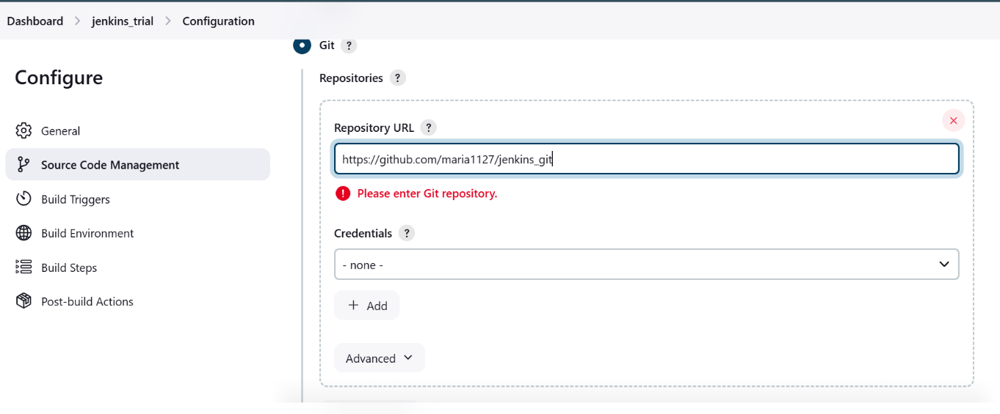 Dashboard > jenkins_trial > Configuration
Git ?
Configure
Repositories ?
General
Source Code Management
Build Triggers
Build Environment
Build Steps
Post-build Actions
Repository URL ?
https://github.com/maria1127/jenkins_git
! Please enter Git repository.
Credentials ?
- none -
+ Add
Advanced